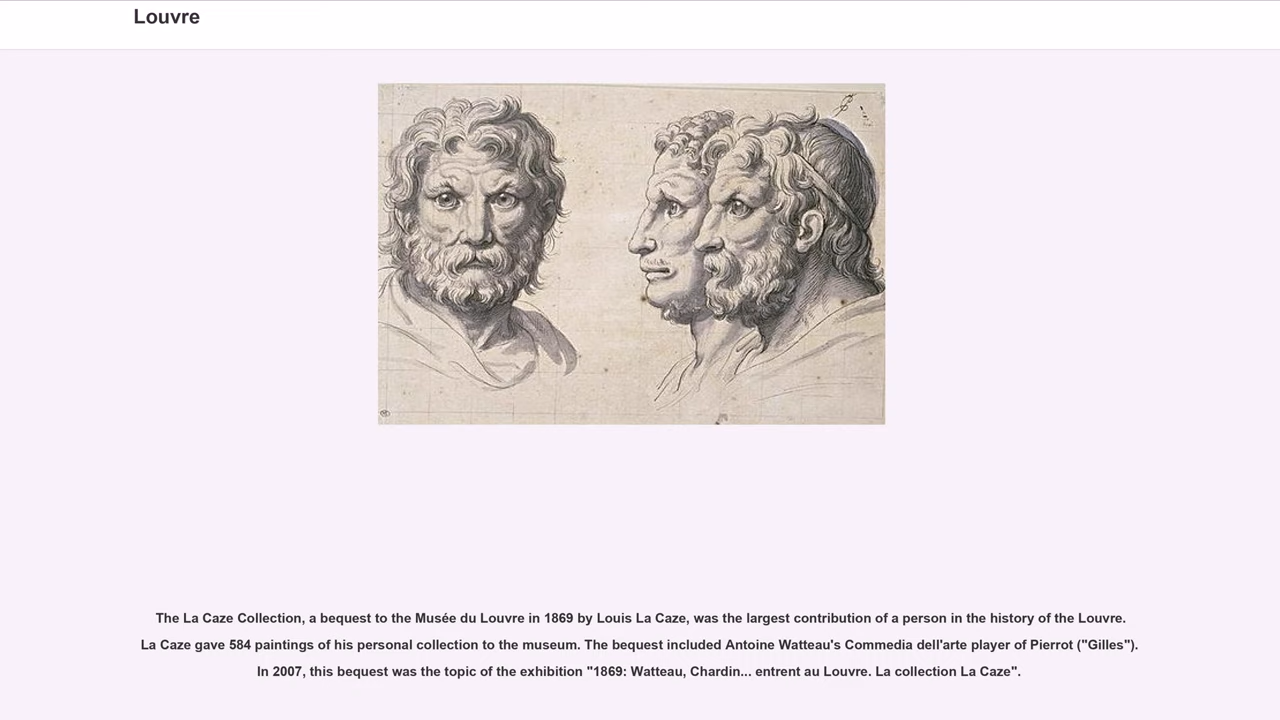 Louvre
The La Caze Collection, a bequest to the Musée du Louvre in 1869 by Louis La Caze, was the largest contribution of a person in the history of the Louvre.
La Caze gave 584 paintings of his personal collection to the museum. The bequest included Antoine Watteau's Commedia dell'arte player of Pierrot ("Gilles").
In 2007, this bequest was the topic of the exhibition "1869: Watteau, Chardin... entrent au Louvre. La collection La Caze".